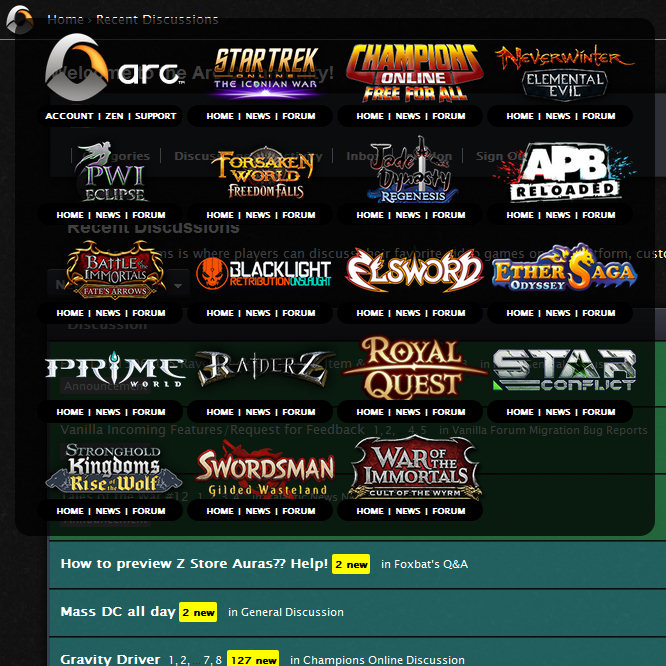 Home › Recent Discussions
arc
STAR TREK
ONLINE
THE ICONIAN WAR
CHAMPIONS
ONLINE
FREE FOR ALL
NEVERWINTER
ELEMENTAL
EVIL
ACCOUNT | ZEN | SUPPORT
HOME | NEWS | FORUM
HOME | NEWS | FORUM
HOME | NEWS | FORUM
PWI
ECLIPSE
FORSAKEN
WORLD
FREEDOM FALLS
Jade
Dynasty
REGENESIS
APB
RELOADED
HOME | NEWS | FORUM
HOME | NEWS | FORUM
HOME | NEWS | FORUM
HOME | NEWS | FORUM
Recent Discussions
BATTLE OF THE
IMMORTALS
FATE'S ARROWS
BLACKLIGHT
RETRIBUTION ONSLAUGHT
ELSWORD
ETHER SAGA
ODYSSEY
HOME | NEWS | FORUM
HOME | NEWS | FORUM
HOME | NEWS | FORUM
HOME | NEWS | FORUM
Discussion
PRIME
WORLD
RAIDERZ
ROYAL
QUEST
STAR
CONFLICT
Announcement
HOME | NEWS | FORUM
HOME | NEWS | FORUM
HOME | NEWS | FORUM
HOME | NEWS | FORUM
Vanilla Incoming Features/Request for Feedback 1, 2, 4, 5 in Vanilla Forum Migration Bug Reports
STRONGHOLD
Kingdoms
Rise of the Wolf
SWORDSMAN
Gilded Wasteland
WAR OF THE
IMMORTALS
CULT OF THE WYRM
HOME | NEWS | FORUM
HOME | NEWS | FORUM
HOME | NEWS | FORUM
Announcement
How to preview Z Store Auras?? Help! 2 new in Foxbat's Q&A
Mass DC all day 2 new in General Discussion
Gravity Driver 1, 2, 7, 8 127 new in Champions Online Discussion